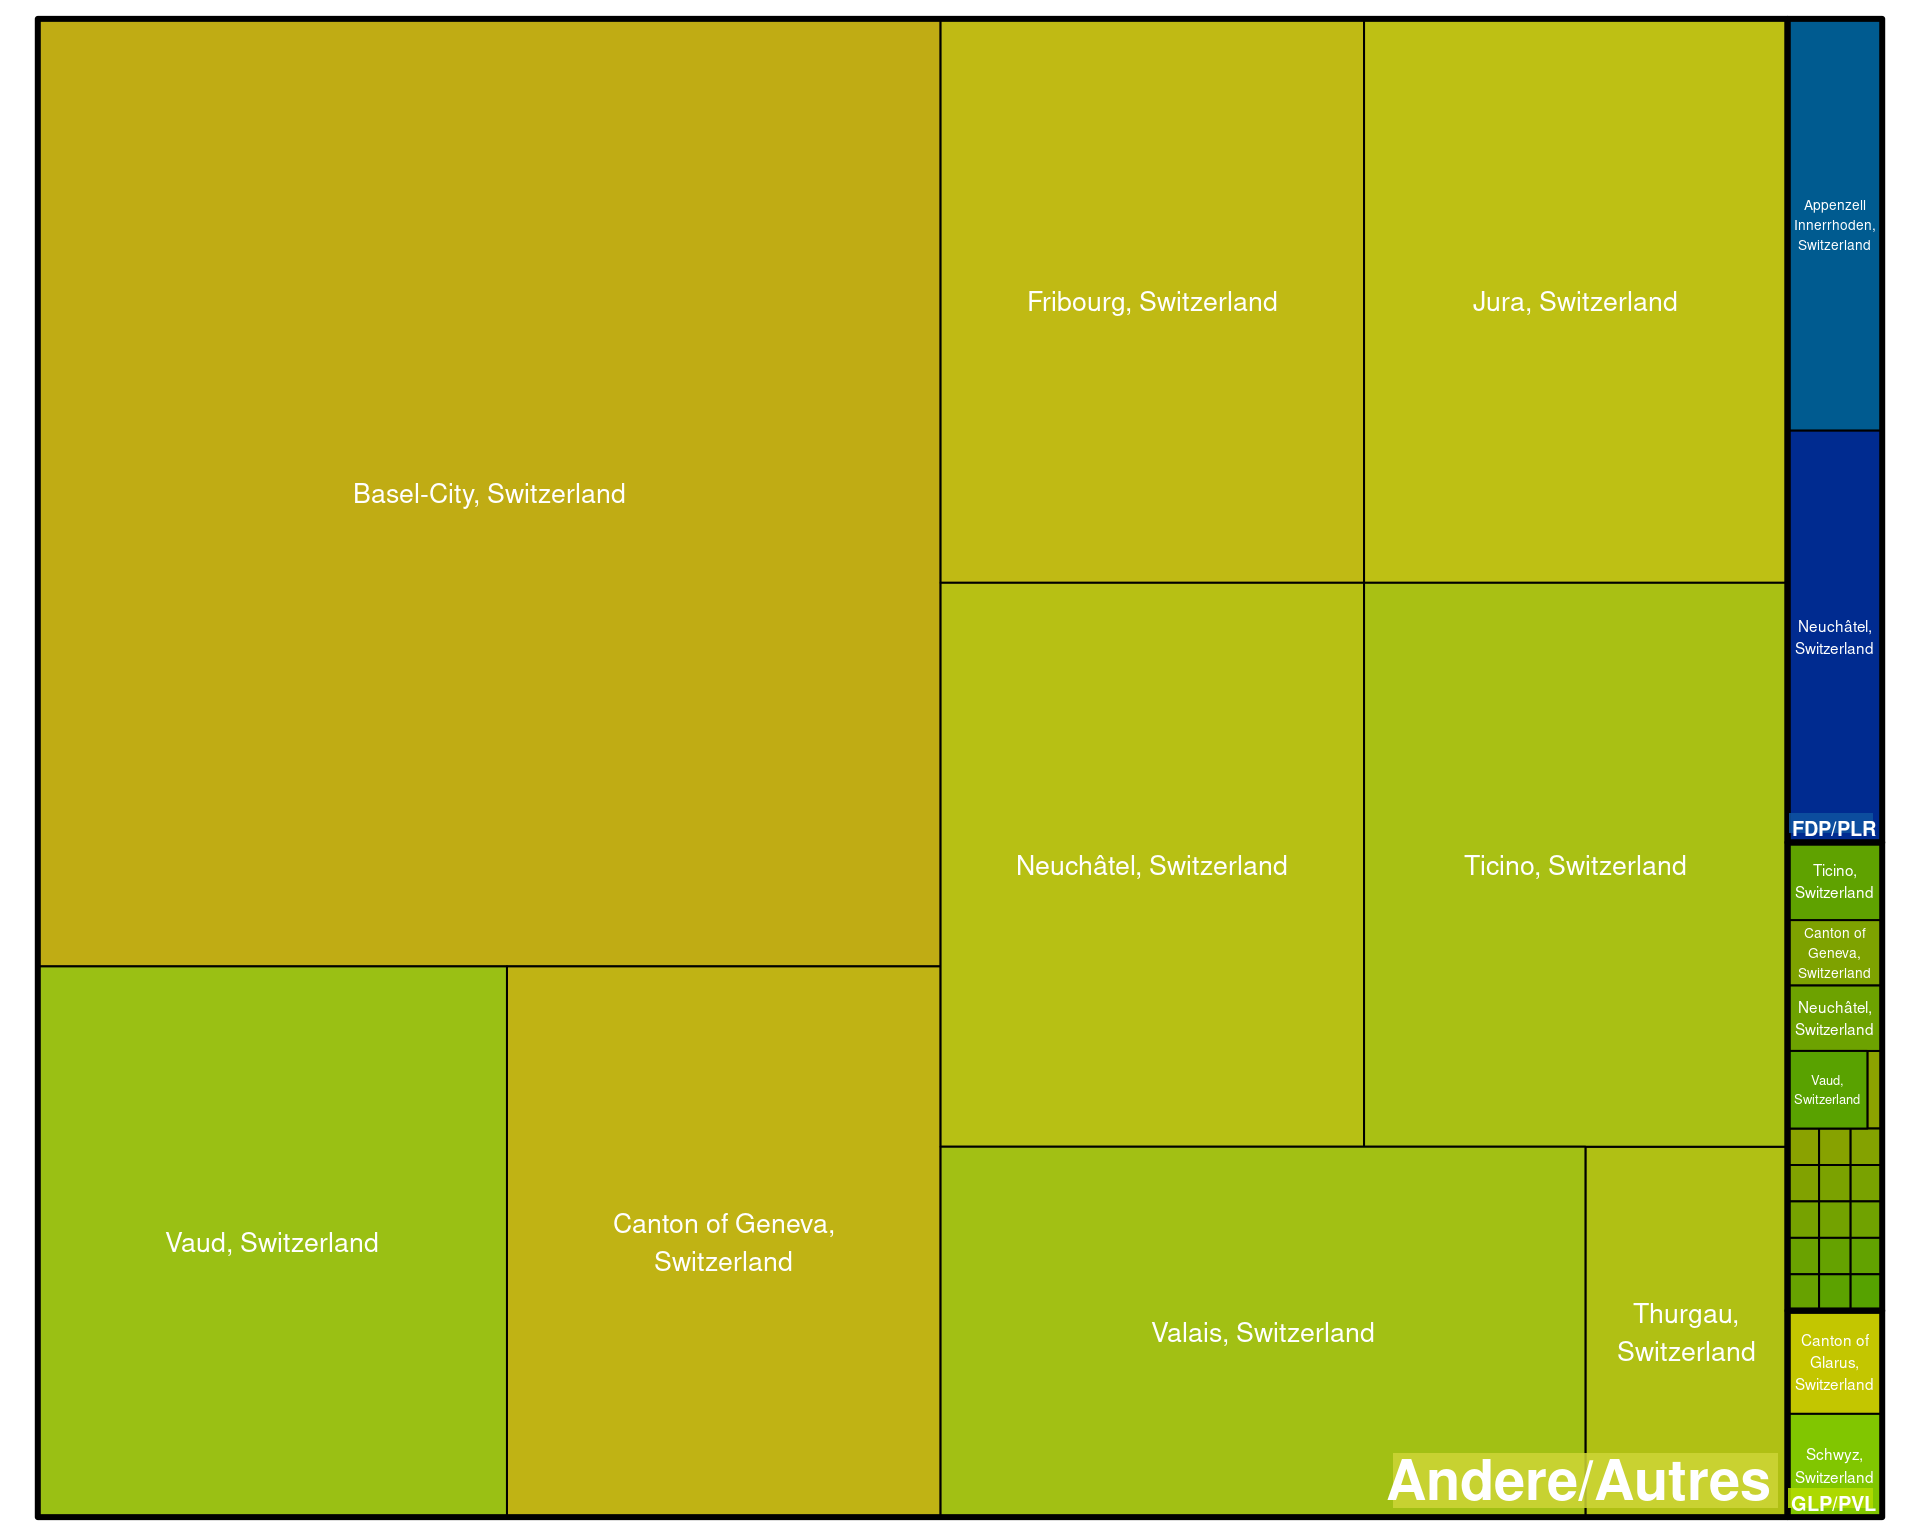 Basel-City, Switzerland
Fribourg, Switzerland
Jura, Switzerland
Neuchâtel, Switzerland
Ticino, Switzerland
Vaud, Switzerland
Canton of Geneva,
Switzerland
Valais, Switzerland
Thurgau,
Switzerland
Andere/Autres
Appenzell
Innerrhoden,
Switzerland
Neuchâtel,
Switzerland
FDP/PLR
Ticino,
Switzerland
Canton of
Geneva,
Switzerland
Neuchâtel,
Switzerland
Vaud,
Switzerland
Canton of
Glarus,
Switzerland
Schwyz,
Switzerland
GLP/PVL